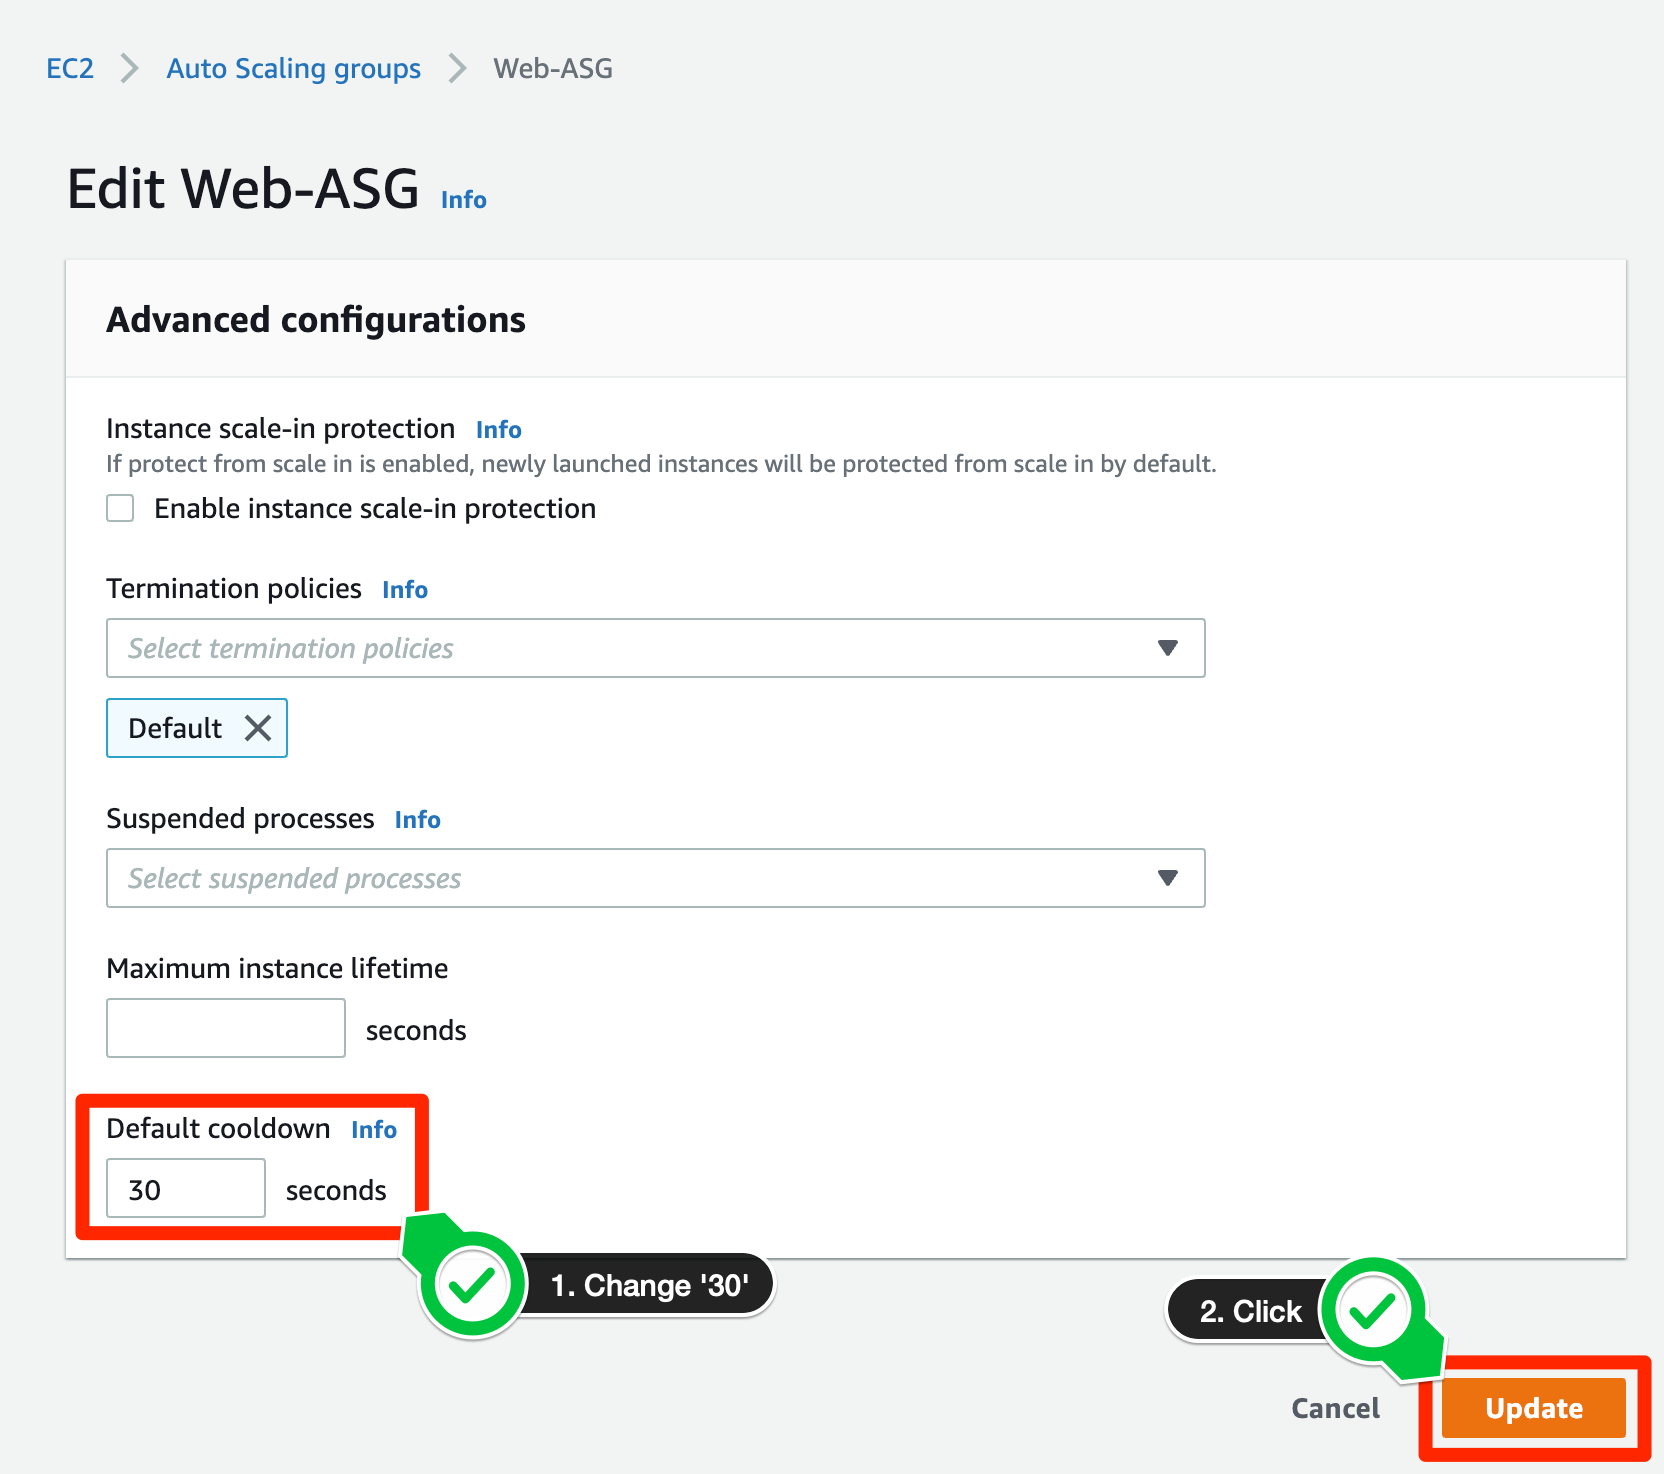 EC2 Auto Scaling groups Web-ASG
Edit Web-ASG Info
Advanced configurations
Instance scale-in protection Info
If protect from scale in is enabled, newly launched instances will be protected from scale in by default.
Enable instance scale-in protection
Termination policies Info
Select termination policies
Default
Suspended processes Info
Select suspended processes
Maximum instance lifetime
seconds
Default cooldown Info
30 seconds
1. Change '30'
2. Click
Cancel Update